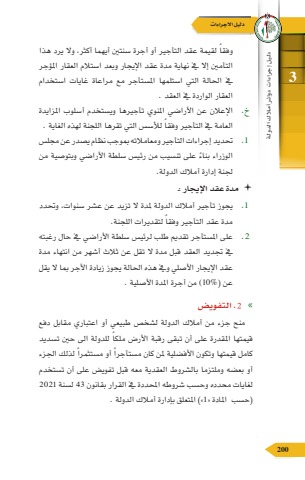 دليل الاجراءات
دليل إجراءات دوائر أملاك الدولة
3
وفقاً لقيمة عقد التأجير أو أجرة سنتين أيهما أكثر، ولا يرد هذا
التأمين إلا في نهاية مدة عقد الإيجار وبعد استلام العقار المؤجر
في الحالة التي استلمها المستأجر مع مراعاة غايات استخدام
العقار الواردة في العقد .
خ. الإعلان عن الأراضي المنوي تأجيرها ويستخدم أسلوب المزايدة
العامة في التأجير وفقاً للأسس التي تقرها اللجنة لهذه الغاية .
1. تحديد إجراءات التأجير ومعاملاته بموجب نظام يصدر عن مجلس
الوزراء بناءً على تنسيب من رئيس سلطة الأراضي وبتوصية من
لجنة إدارة أملاك الدولة.
مدة عقد الإيجار :
1. يجوز تأجير أملاك الدولة لمدة لا تزيد عن عشر سنوات، وتحدد
مدة عقد التأجير وفقاً لتقديرات اللجنة.
2. على المستأجر تقديم طلب لرئيس سلطة الأراضي في حال رغبته
في تجديد العقد قبل مدة لا تقل عن ثلاث أشهر من انتهاء مدة
عقد الإيجار الأصلي وفي هذه الحالة يجوز زيادة الأجر بما لا يقل
عن (10%) من أجرة المدة الأصلية .
» 2. التفويض
منح جزء من أملاك الدولة لشخص طبيعي أو اعتباري مقابل دفع
قيمتها المقدرة على أن تبقى رقبة الأرض ملكاً للدولة الى حين تسديد
كامل قيمتها وتكون الأفضلية لمن كان مستأجراً أو مستثمراً لذلك الجزء
أو بعضه وملتزما بالشروط العقدية معه قبل تفويض على أن تستخدم
لغايات محدده وحسب شروطه المحددة في القرار بقانون 43 لسنة 2021
(حسب المادة «1») المتعلق بإدارة أملاك الدولة .
200